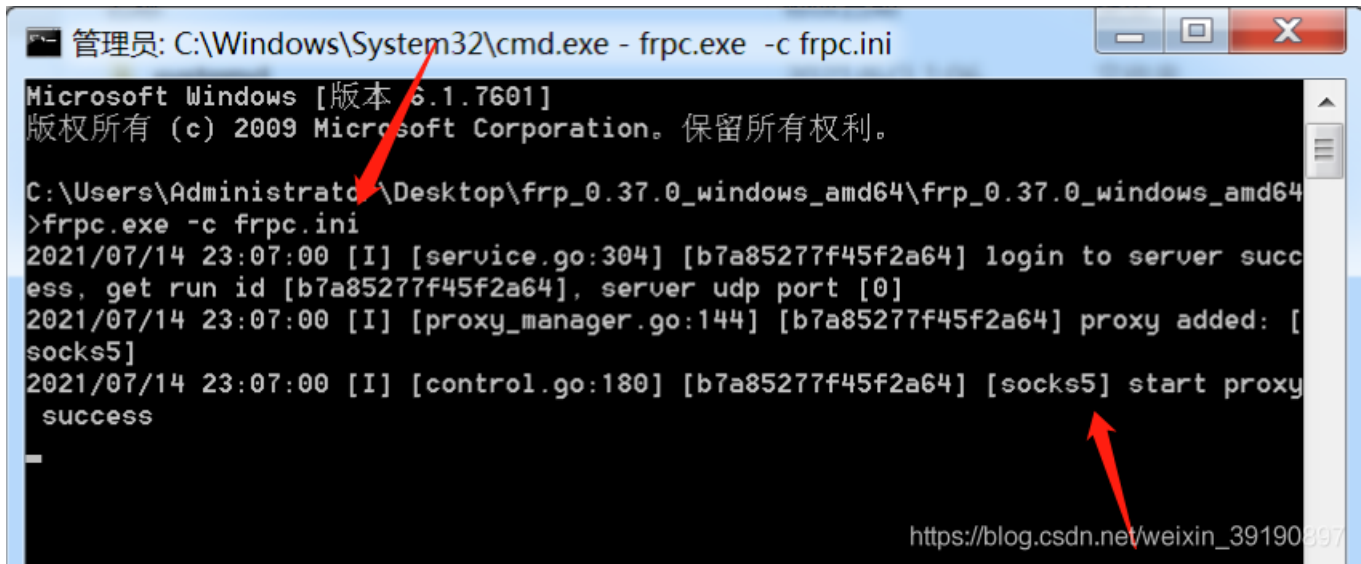 管理员: C:\Windows\System32\cmd.exe - frpc.exe -c frpc.ini
Microsoft Windows [版本 6.1.7601]
版权所有 (c) 2009 Microsoft Corporation。保留所有权利。
C:\Users\Administrator\Desktop\frp_0.37.0_windows_amd64\frp_0.37.0_windows_amd64
>frpc.exe -c frpc.ini
2021/07/14 23:07:00 [I] [service.go:304] [b7a85277f45f2a64] login to server succ
ess, get run id [b7a85277f45f2a64], server udp port [0]
2021/07/14 23:07:00 [I] [proxy_manager.go:144] [b7a85277f45f2a64] proxy added: [
socks5]
2021/07/14 23:07:00 [I] [control.go:180] [b7a85277f45f2a64] [socks5] start proxy
 success
https://blog.csdn.net/weixin_39190897